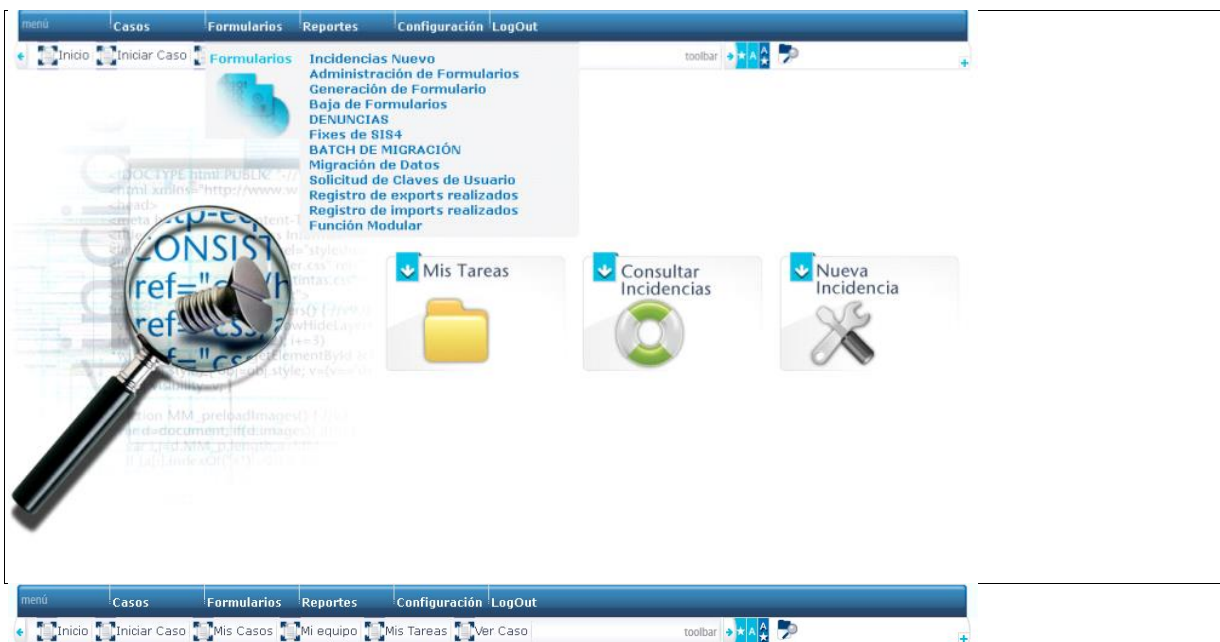 menú Casos Formularios Reportes Configuración LogOut
Inicio Iniciar Caso toolbar
Formularios
Incidencias Nuevo
Administración de Formularios
Generación de Formulario
Baja de Formularios
DENUNCIAS
Fixes de SIS4
BATCH DE MIGRACIÓN
Migración de Datos
Solicitud de Claves de Usuario
Registro de exports realizados
Registro de imports realizados
Función Modular
CONSIST
Mis Tareas
Consultar
Incidencias
Nueva
Incidencia
menú Casos Formularios Reportes Configuración LogOut
Inicio Iniciar Caso Mis Casos Mi equipo Mis Tareas Ver Caso toolbar